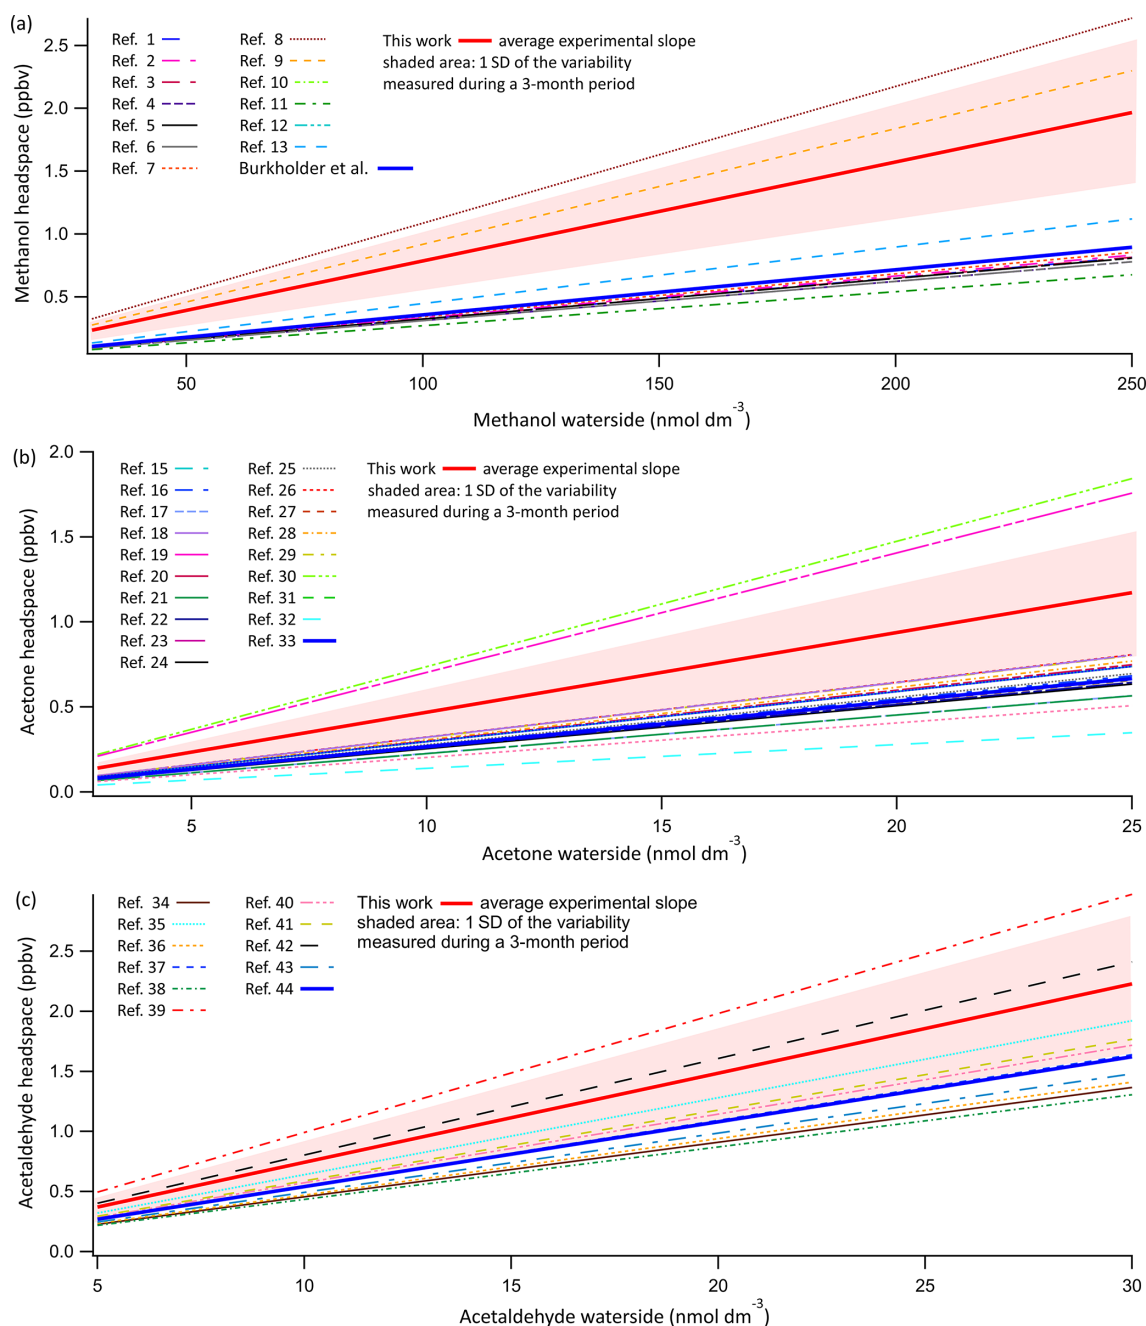 (a)
Methanol headspace (ppbv)
2.5
2.0
1.5
1.0
0.5
Ref. 1
Ref. 2
Ref. 3
Ref. 4
Ref. 5
Ref. 6
Ref. 7
Ref. 8
Ref. 9
Ref. 10
Ref. 11
Ref. 12
Ref. 13
Burkholder et al.
This work average experimental slope
shaded area: 1 SD of the variability
measured during a 3-month period
50 100 150 200 250
Methanol waterside (nmol dm⁻³)
(b)
Acetone headspace (ppbv)
2.0
1.5
1.0
0.5
0.0
Ref. 15
Ref. 16
Ref. 17
Ref. 18
Ref. 19
Ref. 20
Ref. 21
Ref. 22
Ref. 23
Ref. 24
Ref. 25
Ref. 26
Ref. 27
Ref. 28
Ref. 29
Ref. 30
Ref. 31
Ref. 32
Ref. 33
This work average experimental slope
shaded area: 1 SD of the variability
measured during a 3-month period
5 10 15 20 25
Acetone waterside (nmol dm⁻³)
(c)
Acetaldehyde headspace (ppbv)
2.5
2.0
1.5
1.0
0.5
0.0
Ref. 34
Ref. 35
Ref. 36
Ref. 37
Ref. 38
Ref. 39
Ref. 40
Ref. 41
Ref. 42
Ref. 43
Ref. 44
This work average experimental slope
shaded area: 1 SD of the variability
measured during a 3-month period
5 10 15 20 25 30
Acetaldehyde waterside (nmol dm⁻³)